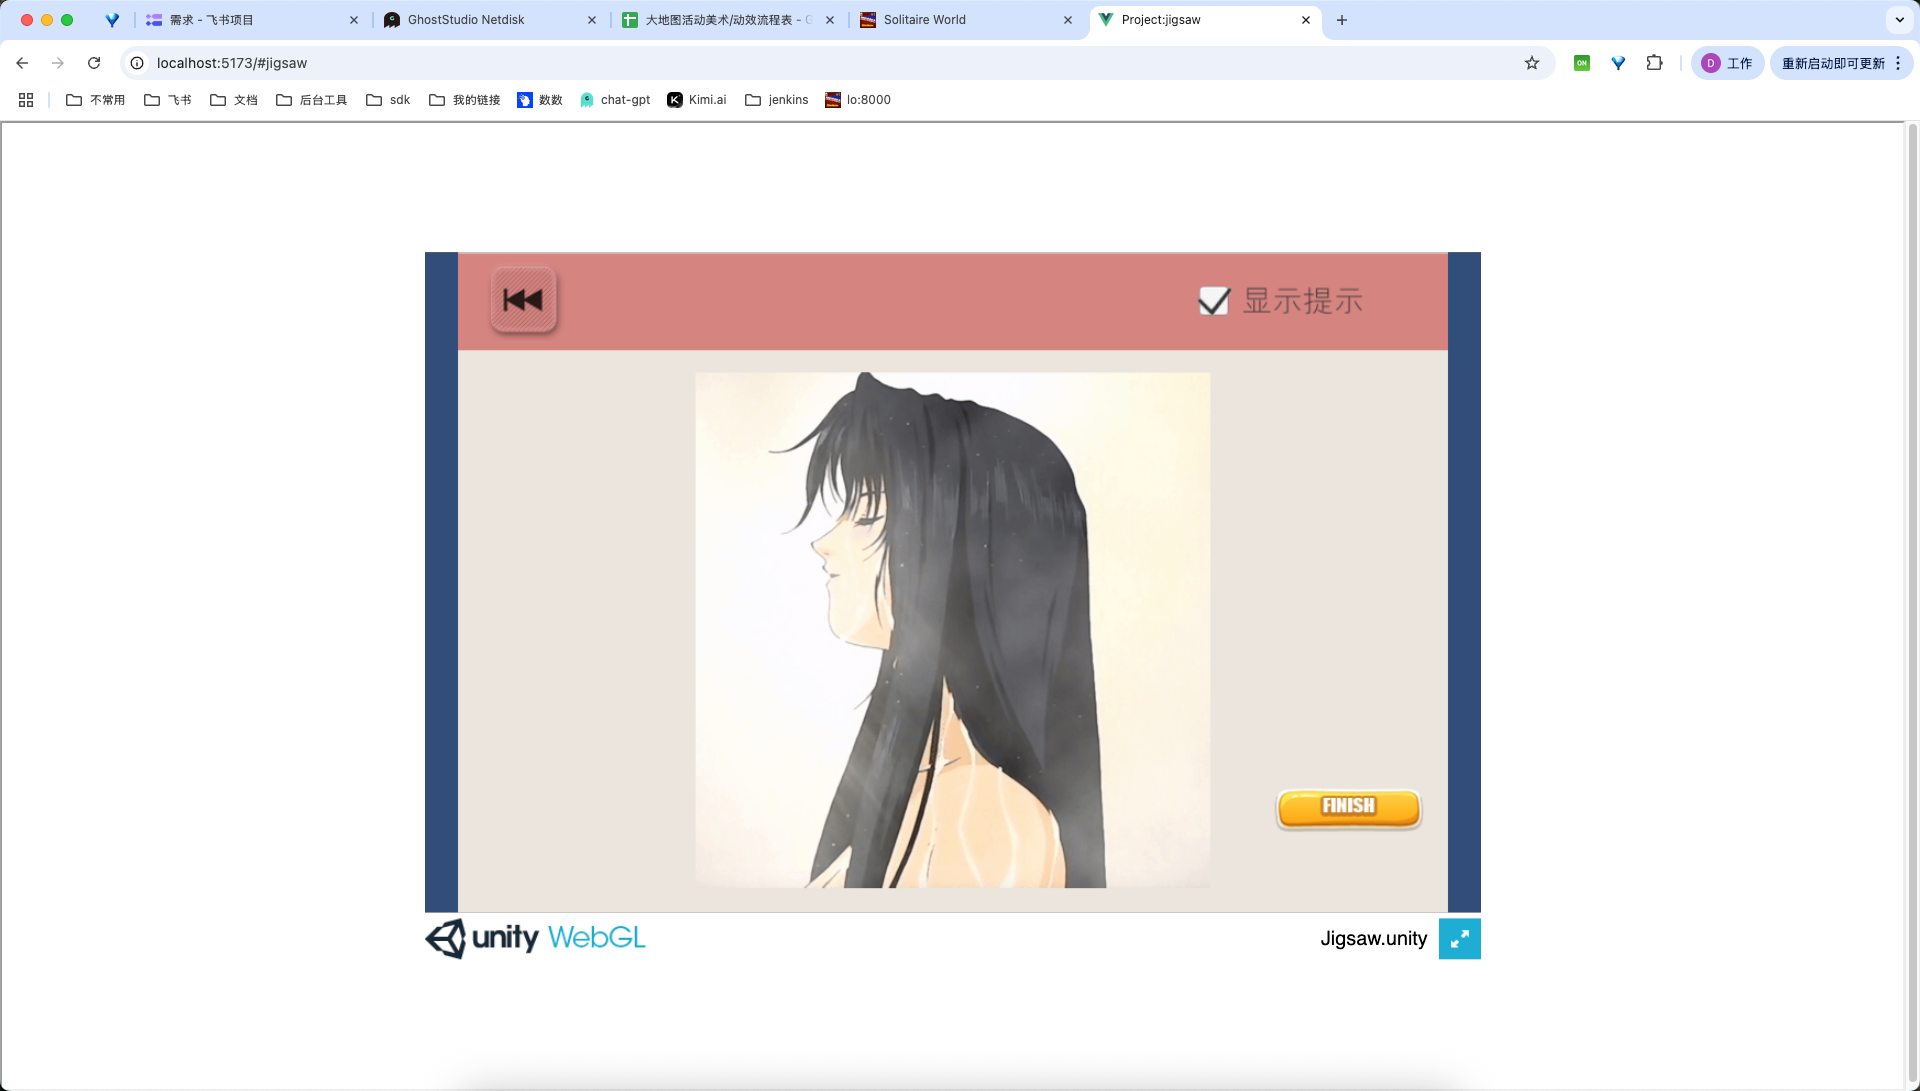 需求 - 飞书项目
GhostStudio Netdisk
大地图活动美术/动效流程表 - G
Solitaire World
Project:jigsaw
localhost:5173/#jigsaw
ON
D 工作
重新启动即可更新
不常用
飞书
文档
后台工具
sdk
我的链接
数数
chat-gpt
Kimi.ai
jenkins
lo:8000
显示提示
FINISH
unity WebGL
Jigsaw.unity